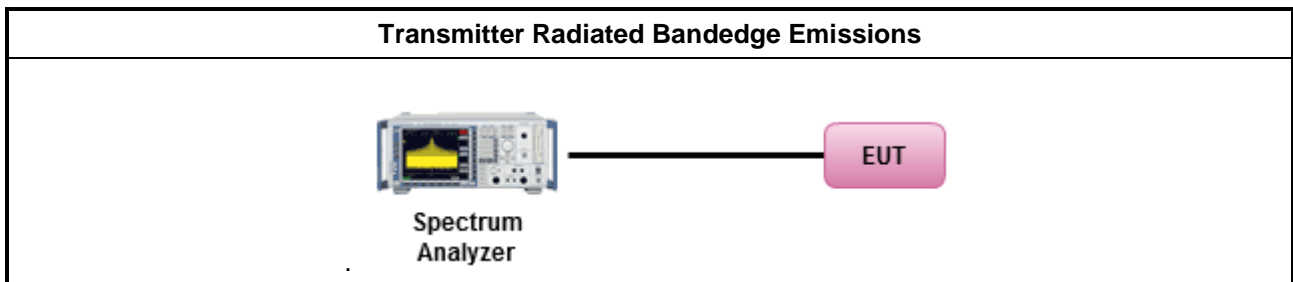 Transmitter Radiated Bandedge Emissions
EUT
Spectrum
Analyzer
.